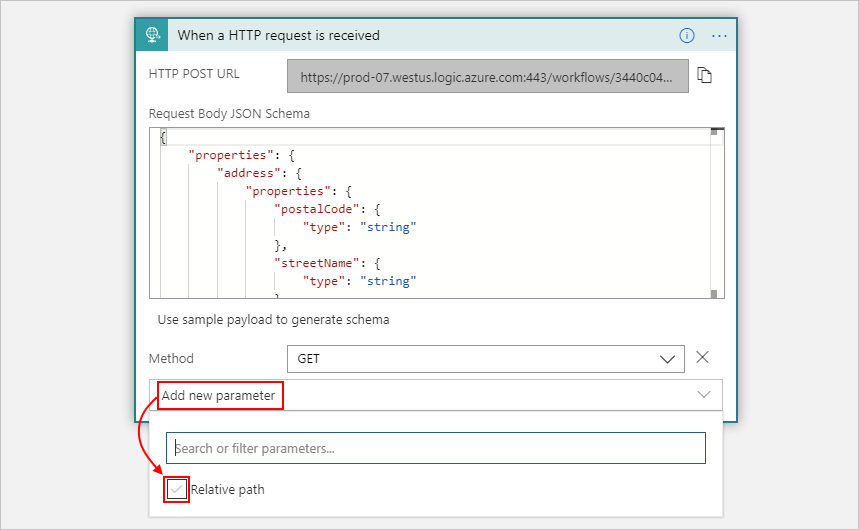 When a HTTP request is received
HTTP POST URL
https://prod-07.westus.logic.azure.com:443/workflows/3440c04...
Request Body JSON Schema
{
"properties": {
"address": {
"properties": {
"postalCode": {
"type": "string"
},
"streetName": {
"type": "string"
Use sample payload to generate schema
Method
GET
Add new parameter
Search or filter parameters...
Relative path